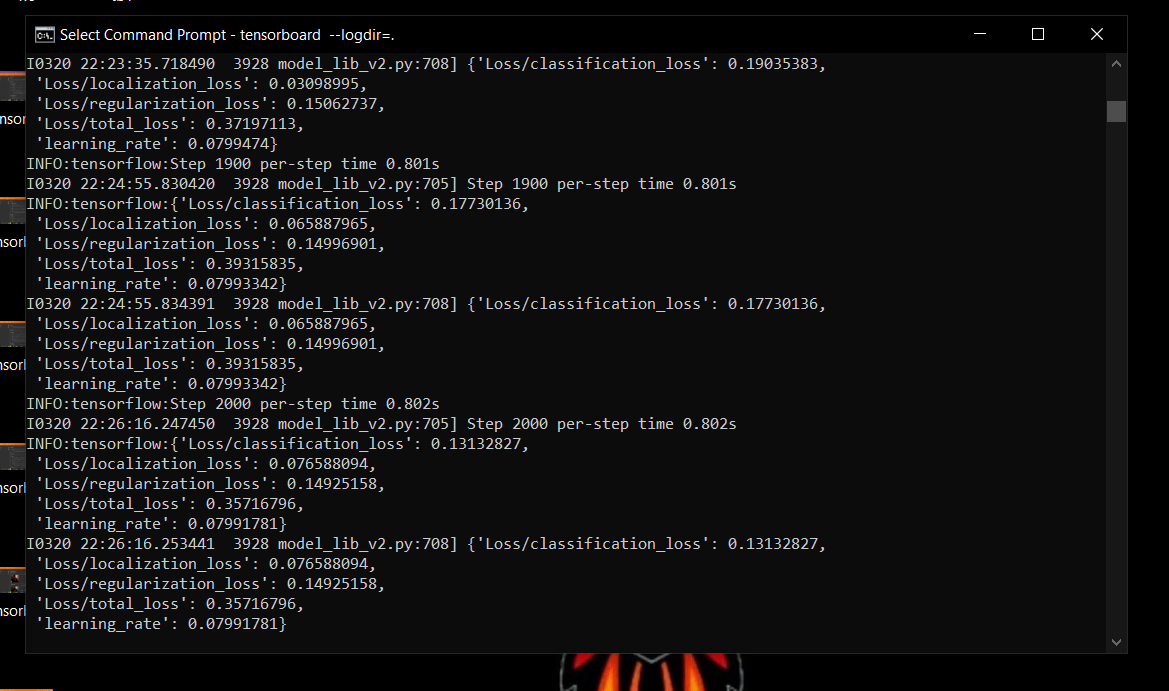 Select Command Prompt - tensorboard  --logdir=.
I0320 22:23:35.718490  3928 model_lib_v2.py:708] {'Loss/classification_loss': 0.19035383,
 'Loss/localization_loss': 0.03098995,
 'Loss/regularization_loss': 0.15062737,
 'Loss/total_loss': 0.37197113,
 'learning_rate': 0.0799474}
INFO:tensorflow:Step 1900 per-step time 0.801s
I0320 22:24:55.830420  3928 model_lib_v2.py:705] Step 1900 per-step time 0.801s
INFO:tensorflow:{'Loss/classification_loss': 0.17730136,
 'Loss/localization_loss': 0.065887965,
 'Loss/regularization_loss': 0.14996901,
 'Loss/total_loss': 0.39315835,
 'learning_rate': 0.07993342}
I0320 22:24:55.834391  3928 model_lib_v2.py:708] {'Loss/classification_loss': 0.17730136,
 'Loss/localization_loss': 0.065887965,
 'Loss/regularization_loss': 0.14996901,
 'Loss/total_loss': 0.39315835,
 'learning_rate': 0.07993342}
INFO:tensorflow:Step 2000 per-step time 0.802s
I0320 22:26:16.247450  3928 model_lib_v2.py:705] Step 2000 per-step time 0.802s
INFO:tensorflow:{'Loss/classification_loss': 0.13132827,
 'Loss/localization_loss': 0.076588094,
 'Loss/regularization_loss': 0.14925158,
 'Loss/total_loss': 0.35716796,
 'learning_rate': 0.07991781}
I0320 22:26:16.253441  3928 model_lib_v2.py:708] {'Loss/classification_loss': 0.13132827,
 'Loss/localization_loss': 0.076588094,
 'Loss/regularization_loss': 0.14925158,
 'Loss/total_loss': 0.35716796,
 'learning_rate': 0.07991781}